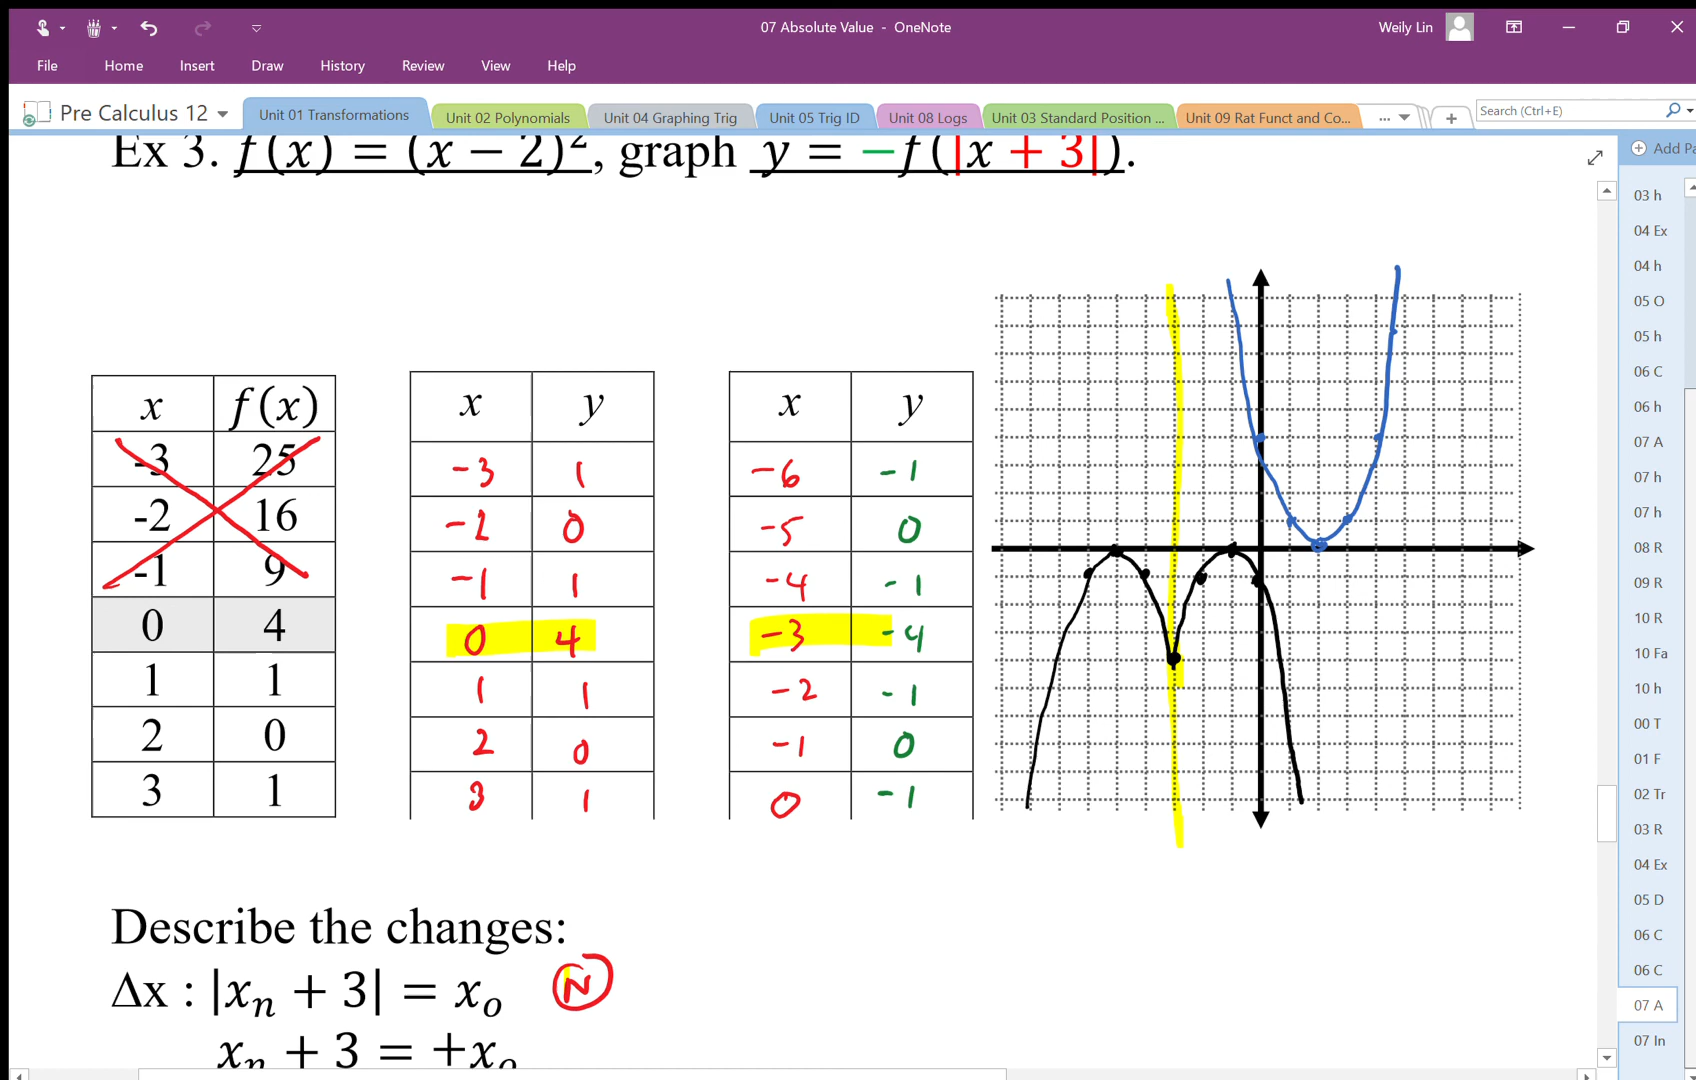 07 Absolute Value - OneNote
Weily Lin
File Home Insert Draw History Review View Help
Pre Calculus 12
Unit 01 Transformations
Unit 02 Polynomials
Unit 04 Graphing Trig
Unit 05 Trig ID
Unit 08 Logs
Unit 03 Standard Position ...
Unit 09 Rat Funct and Co...
...
Search (Ctrl+E)
Ex 3. f(x) = (x − 2)², graph y = −f(|x + 3|).
x f(x)
-3 25
-2 16
-1 9
0 4
1 1
2 0
3 1
x y
-3 1
-2 0
-1 1
0 4
1 1
2 0
3 1
x y
-6 -1
-5 0
-4 -1
-3 -4
-2 -1
-1 0
0 -1
Describe the changes:
Δx : |xₙ + 3| = xₒ N
xₙ + 3 = +xₒ
Add Pa
03 h
04 Ex
04 h
05 O
05 h
06 C
06 h
07 A
07 h
07 h
08 R
09 R
10 R
10 Fa
10 h
00 T
01 F
02 Tr
03 R
04 Ex
05 D
06 C
06 C
07 A
07 In